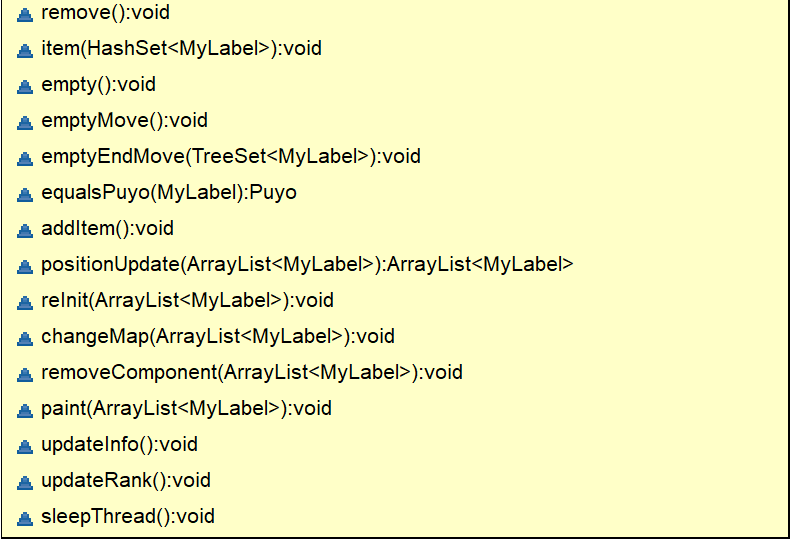 remove():void
item(HashSet<MyLabel>):void
empty():void
emptyMove():void
emptyEndMove(TreeSet<MyLabel>):void
equalsPuyo(MyLabel):Puyo
addItem():void
positionUpdate(ArrayList<MyLabel>):ArrayList<MyLabel>
reInit(ArrayList<MyLabel>):void
changeMap(ArrayList<MyLabel>):void
removeComponent(ArrayList<MyLabel>):void
paint(ArrayList<MyLabel>):void
updateInfo():void
updateRank():void
sleepThread():void